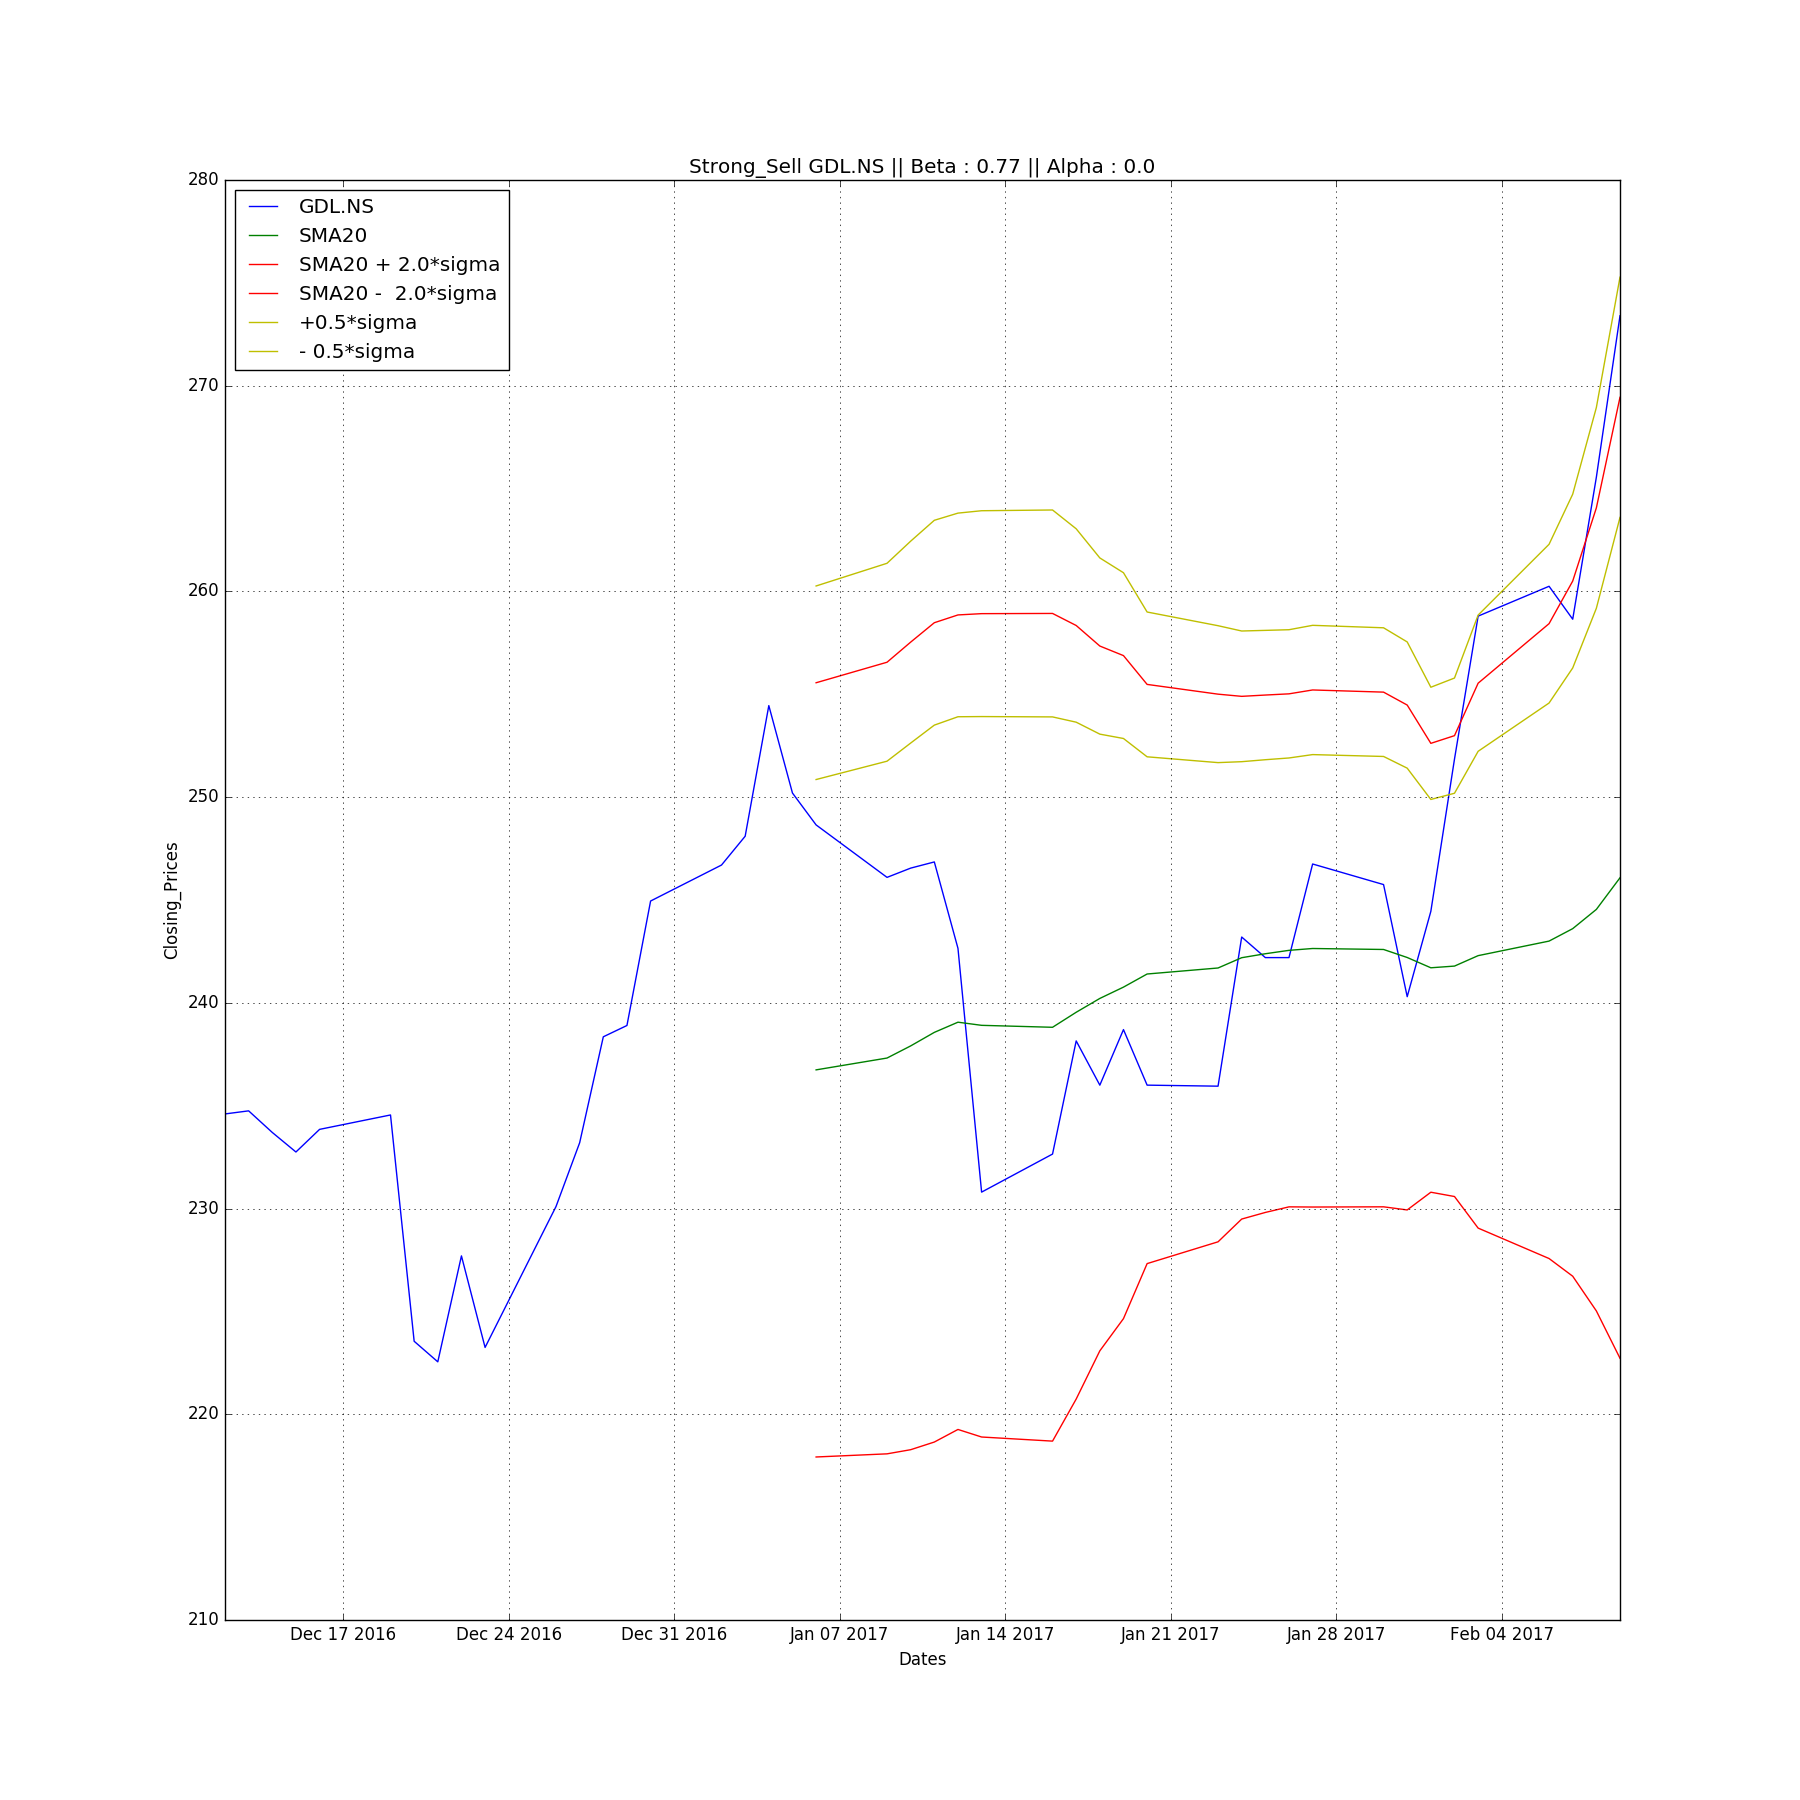 Strong_Sell GDL.NS || Beta : 0.77 || Alpha : 0.0
GDL.NS
SMA20
SMA20 + 2.0*sigma
SMA20 -  2.0*sigma
+0.5*sigma
- 0.5*sigma
280
270
260
250
240
230
220
210
Closing_Prices
Dec 17 2016
Dec 24 2016
Dec 31 2016
Jan 07 2017
Jan 14 2017
Jan 21 2017
Jan 28 2017
Feb 04 2017
Dates